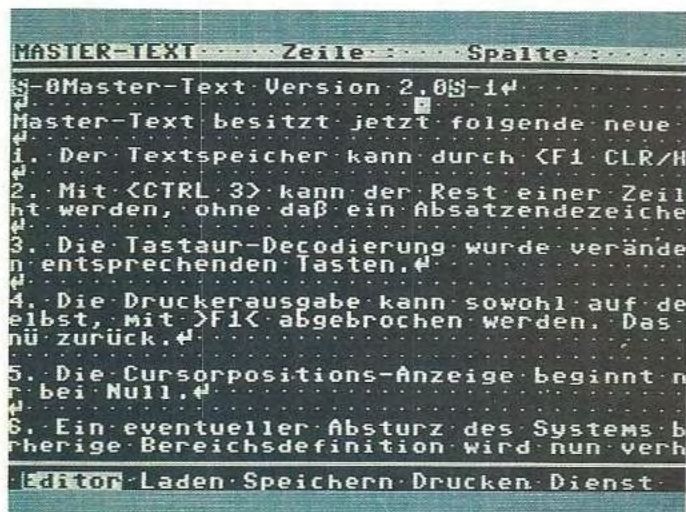 MASTER-TEXT Zeile : Spalte :
S-0Master-Text Version 2.0S-1
Master-Text besitzt jetzt folgende neue
1. Der Textspeicher kann durch <F1 CLR/H
2. Mit <CTRL 3> kann der Rest einer Zeil
ht werden, ohne daß ein Absatzendezeiche
3. Die Tastaur-Decodierung wurde verände
n entsprechenden Tasten.
4. Die Druckerausgabe kann sowohl auf de
elbst, mit >F1< abgebrochen werden. Das
nü zurück.
5. Die Cursorpositions-Anzeige beginnt n
r bei Null.
6. Ein eventueller Absturz des Systems b
rherige Bereichsdefinition wird nun verh
Editor Laden Speichern Drucken Dienst